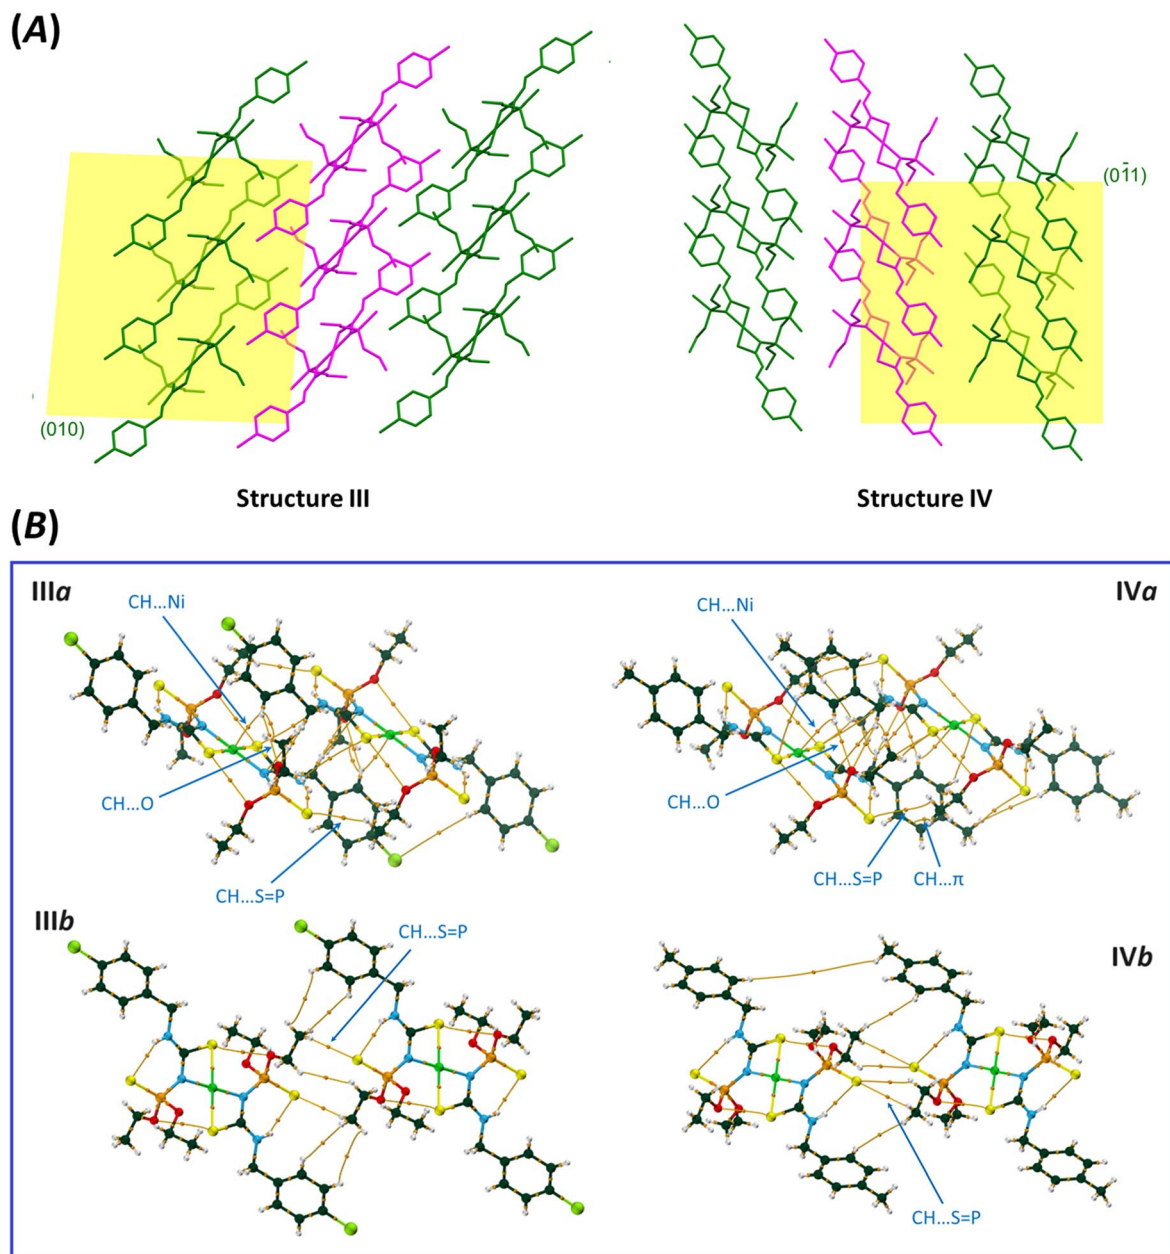 (A)
(010)
(01̄1)
Structure III
Structure IV
(B)
IIIa
IVa
CH...Ni
CH...Ni
CH...O
CH...O
CH...S=P
CH...S=P
CH...π
IIIb
IVb
CH...S=P
CH...S=P